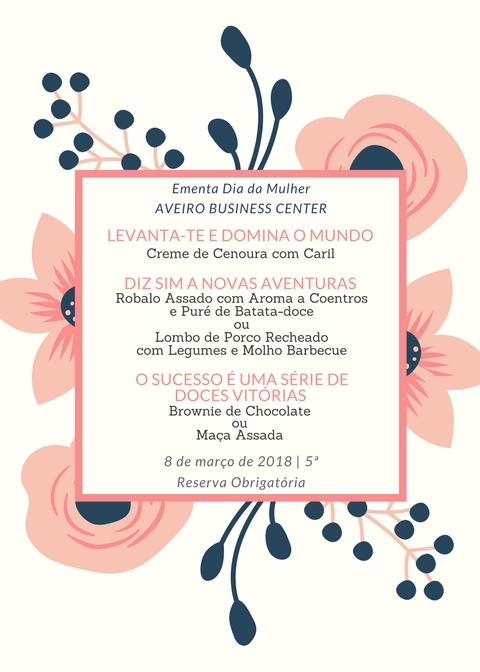 Ementa Dia da Mulher
AVEIRO BUSINESS CENTER
LEVANTA-TE E DOMINA O MUNDO
Creme de Cenoura com Caril
DIZ SIM A NOVAS AVENTURAS
Robalo Assado com Aroma a Coentros
e Puré de Batata-doce
ou
Lombo de Porco Recheado
com Legumes e Molho Barbecue
O SUCESSO É UMA SÉRIE DE
DOCES VITÓRIAS
Brownie de Chocolate
ou
Maça Assada
8 de março de 2018 | 5ª
Reserva Obrigatória